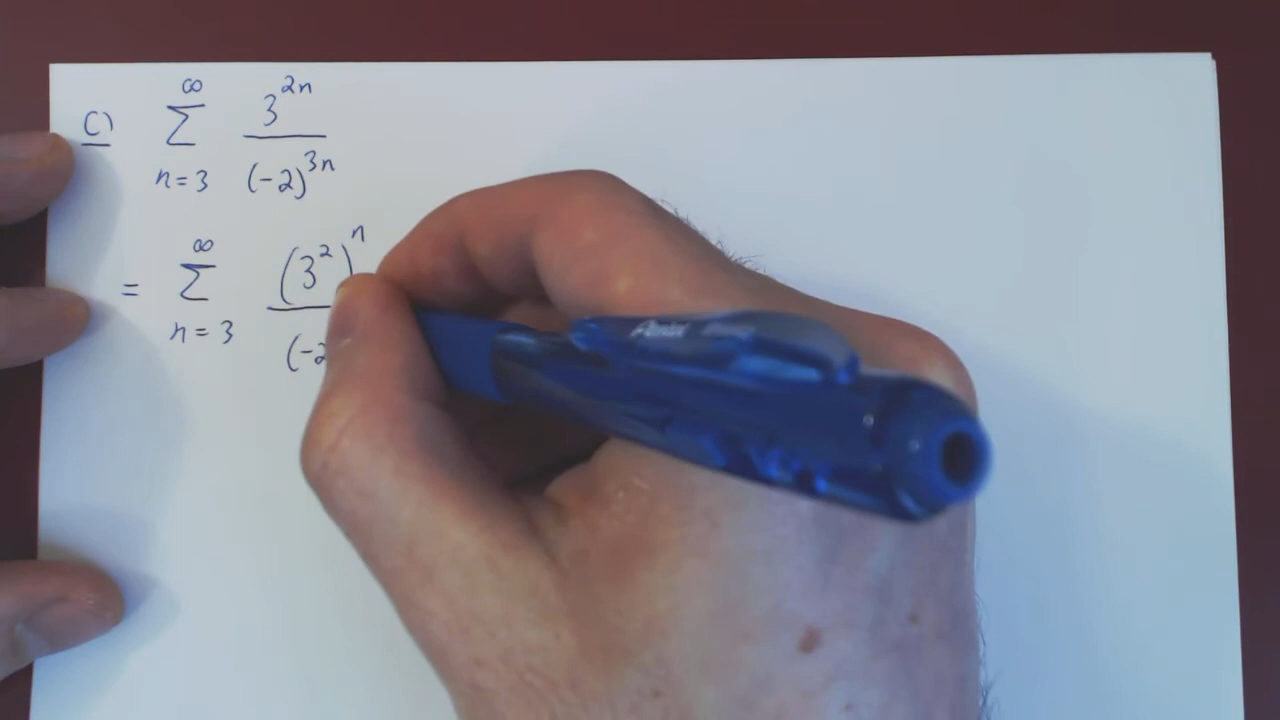 C) ∞ ∑ n=3 3^{2n} / (-2)^{3n}
= ∞ ∑ n=3 (3^2)^n / (-2